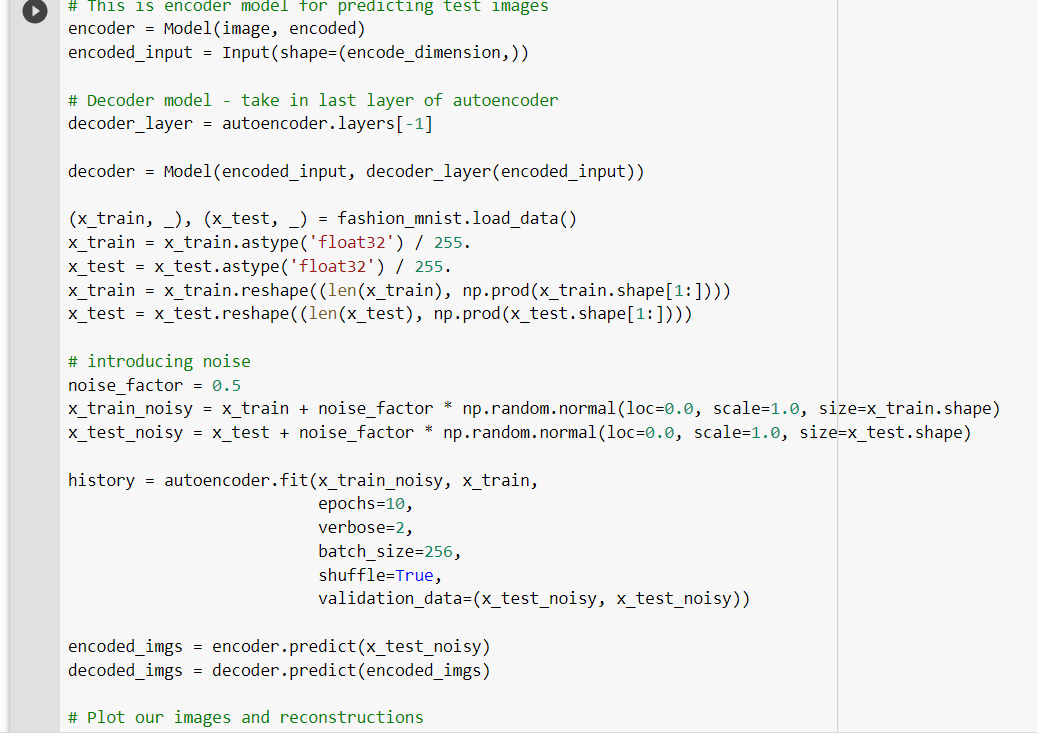 # This is encoder model for predicting test images
encoder = Model(image, encoded)
encoded_input = Input(shape=(encode_dimension,))
# Decoder model - take in last layer of autoencoder
decoder_layer = autoencoder.layers[-1]
decoder = Model(encoded_input, decoder_layer(encoded_input))
(x_train, _), (x_test, _) = fashion_mnist.load_data()
x_train = x_train.astype('float32') / 255.
x_test = x_test.astype('float32') / 255.
x_train = x_train.reshape((len(x_train), np.prod(x_train.shape[1:])))
x_test = x_test.reshape((len(x_test), np.prod(x_test.shape[1:])))
# introducing noise
noise_factor = 0.5
x_train_noisy = x_train + noise_factor * np.random.normal(loc=0.0, scale=1.0, size=x_train.shape)
x_test_noisy = x_test + noise_factor * np.random.normal(loc=0.0, scale=1.0, size=x_test.shape)
history = autoencoder.fit(x_train_noisy, x_train,
epochs=10,
verbose=2,
batch_size=256,
shuffle=True,
validation_data=(x_test_noisy, x_test_noisy))
encoded_imgs = encoder.predict(x_test_noisy)
decoded_imgs = decoder.predict(encoded_imgs)
# Plot our images and reconstructions